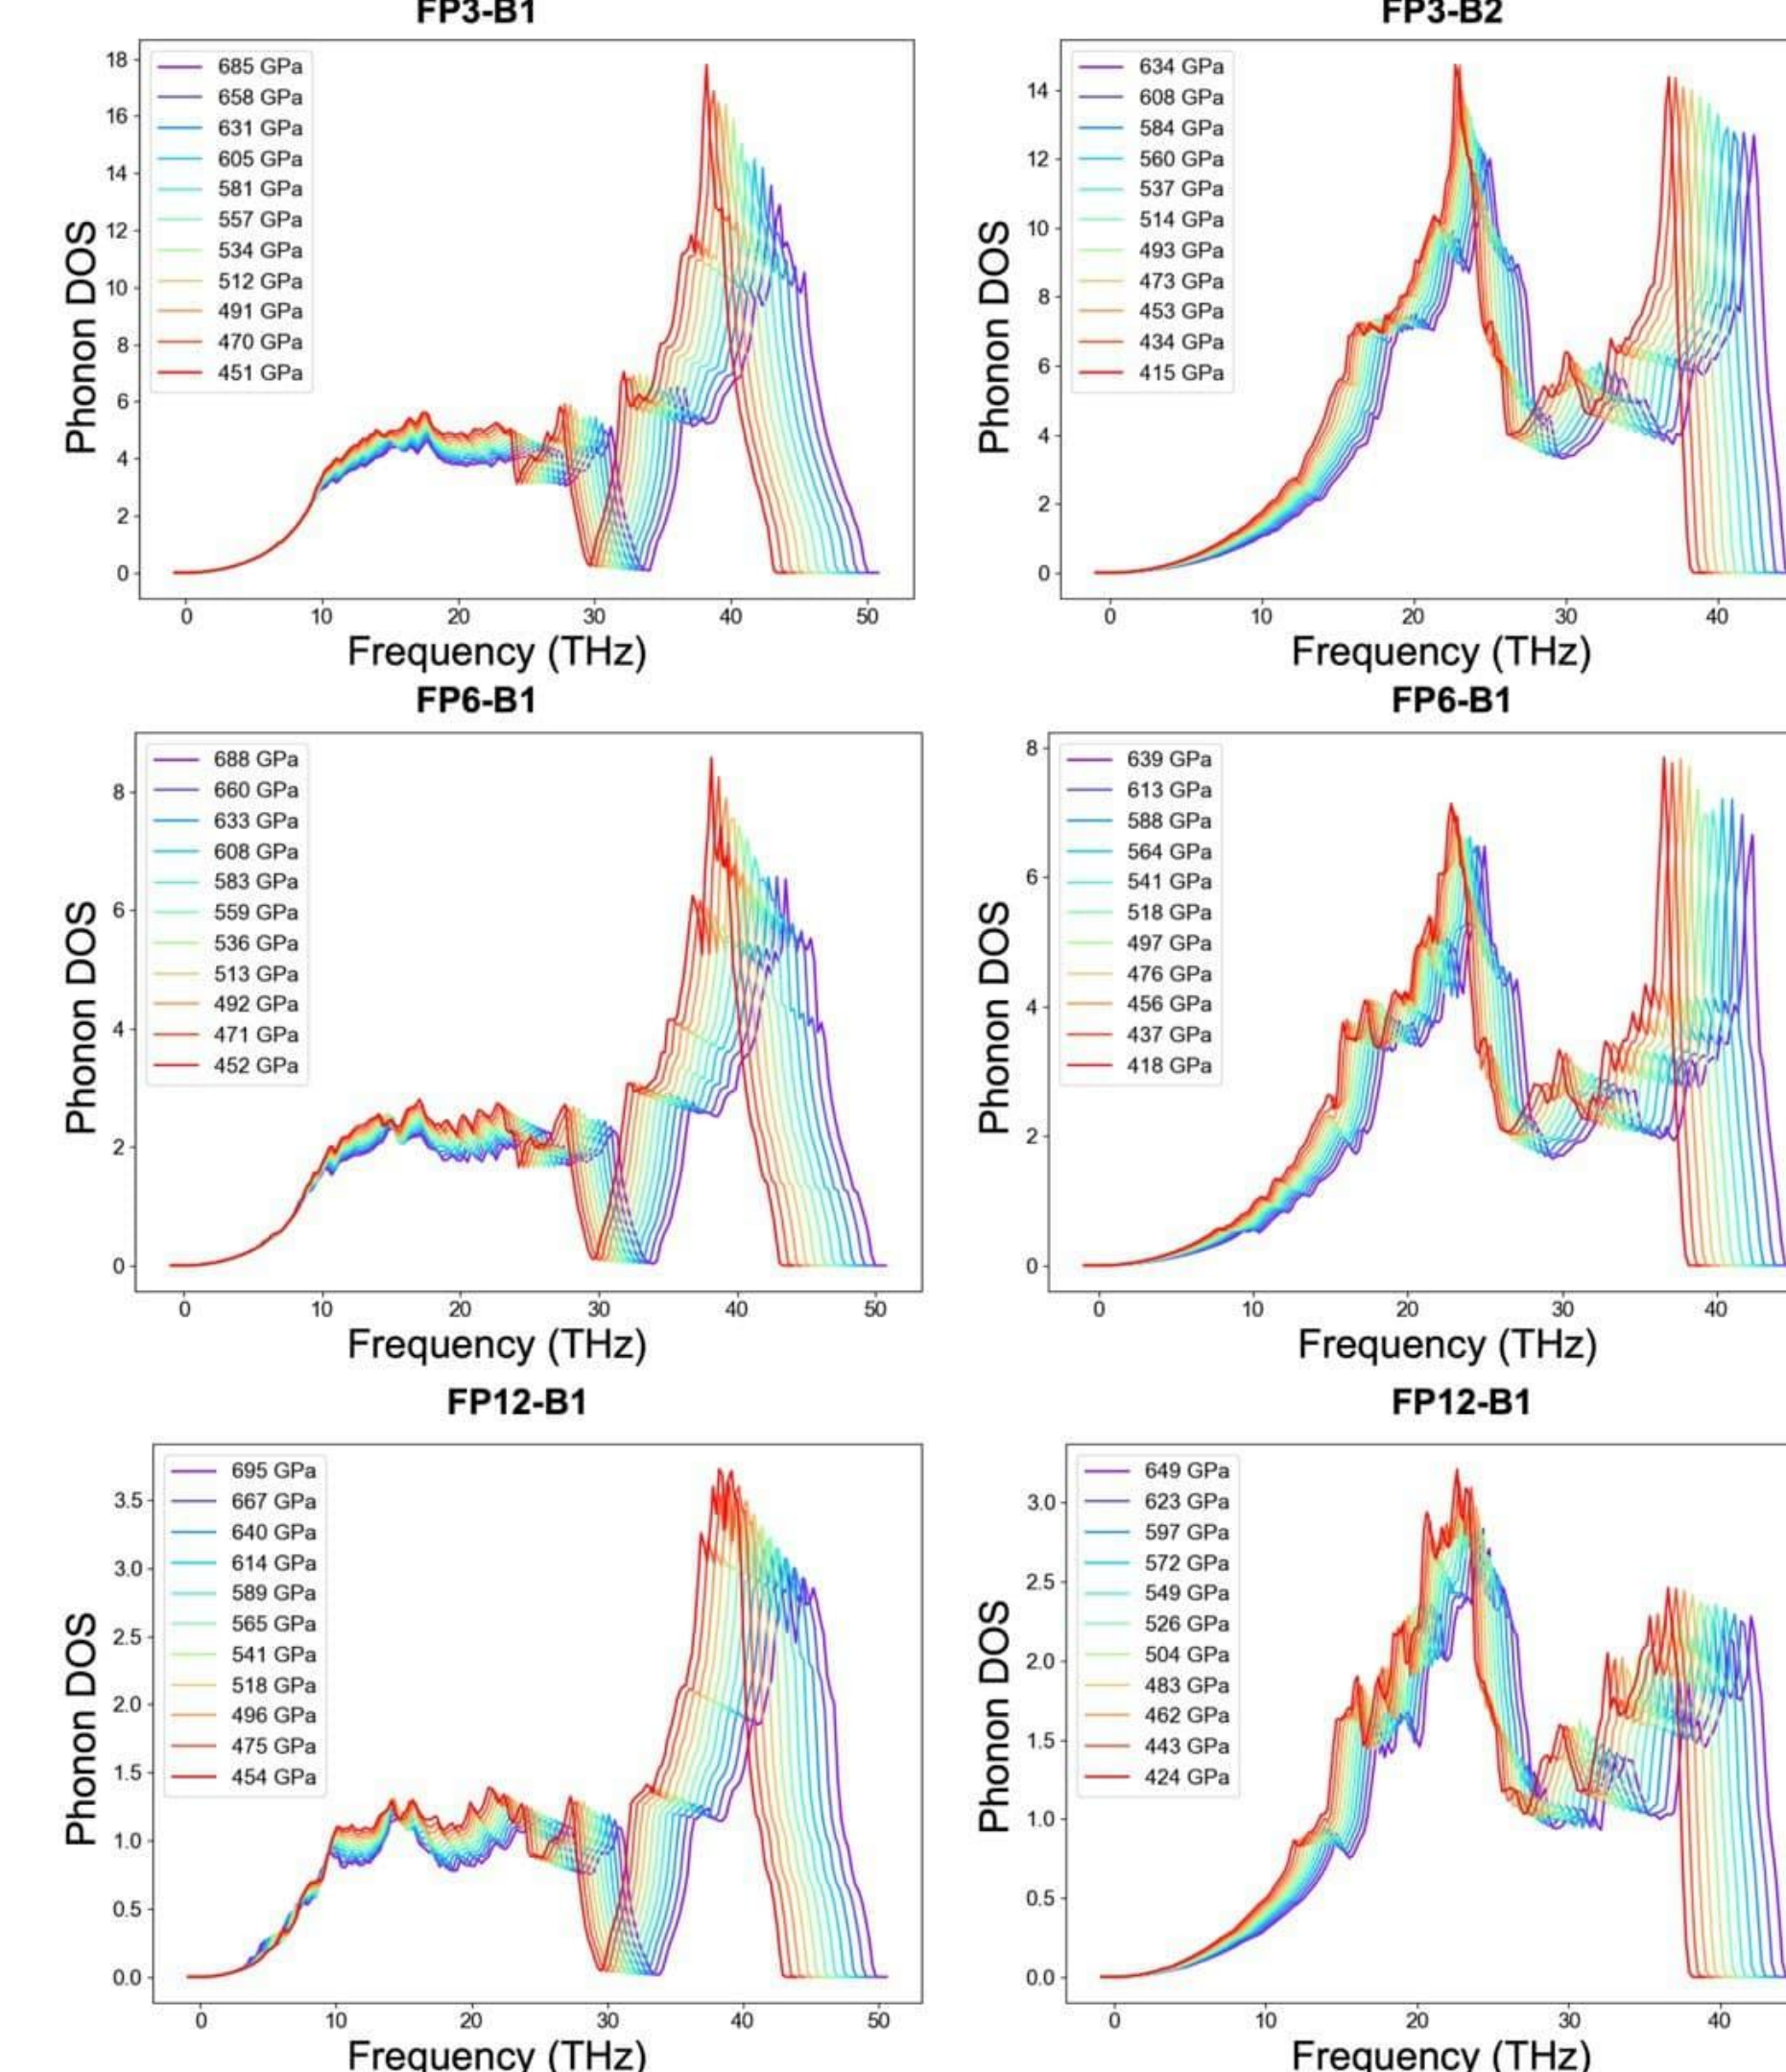 FP3-B1
685 GPa
658 GPa
631 GPa
605 GPa
581 GPa
557 GPa
534 GPa
512 GPa
491 GPa
470 GPa
451 GPa
18
16
14
12
10
8
6
4
2
0
Phonon DOS
0 10 20 30 40 50
Frequency (THz)
FP3-B2
634 GPa
608 GPa
584 GPa
560 GPa
537 GPa
514 GPa
493 GPa
473 GPa
453 GPa
434 GPa
415 GPa
14
12
10
8
6
4
2
0
Phonon DOS
0 10 20 30 40
Frequency (THz)
FP6-B1
688 GPa
660 GPa
633 GPa
608 GPa
583 GPa
559 GPa
536 GPa
513 GPa
492 GPa
471 GPa
452 GPa
8
6
4
2
0
Phonon DOS
0 10 20 30 40 50
Frequency (THz)
FP6-B1
639 GPa
613 GPa
588 GPa
564 GPa
541 GPa
518 GPa
497 GPa
476 GPa
456 GPa
437 GPa
418 GPa
8
6
4
2
0
Phonon DOS
0 10 20 30 40
Frequency (THz)
FP12-B1
695 GPa
667 GPa
640 GPa
614 GPa
589 GPa
565 GPa
541 GPa
518 GPa
496 GPa
475 GPa
454 GPa
3.5
3.0
2.5
2.0
1.5
1.0
0.5
0.0
Phonon DOS
0 10 20 30 40 50
Frequency (THz)
FP12-B1
649 GPa
623 GPa
597 GPa
572 GPa
549 GPa
526 GPa
504 GPa
483 GPa
462 GPa
443 GPa
424 GPa
3.0
2.5
2.0
1.5
1.0
0.5
0.0
Phonon DOS
0 10 20 30 40
Frequency (THz)